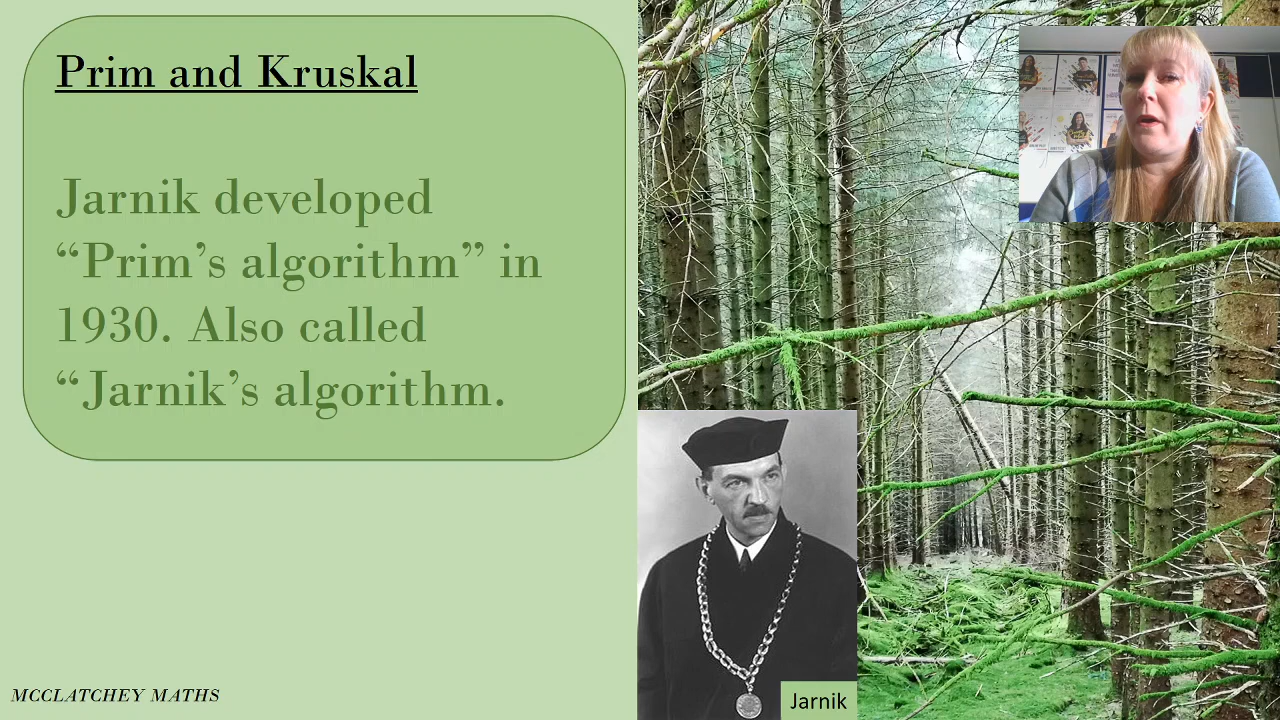 Prim and Kruskal
Jarnik developed
“Prim’s algorithm” in
1930. Also called
“Jarnik’s algorithm.
Jarnik
MCCLATCHEY MATHS